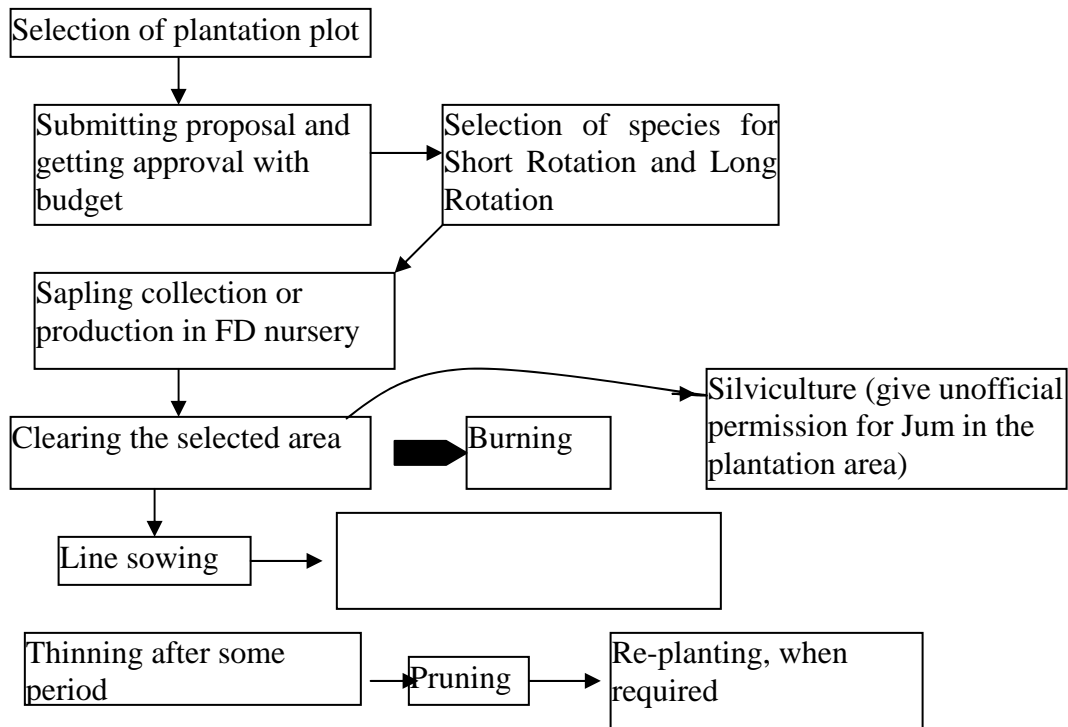 Selection of plantation plot
Submitting proposal and
getting approval with
budget
Selection of species for
Short Rotation and Long
Rotation
Sapling collection or
production in FD nursery
Clearing the selected area
Burning
Silviculture (give unofficial
permission for Jum in the
plantation area)
Line sowing
Thinning after some
period
Pruning
Re-planting, when
required